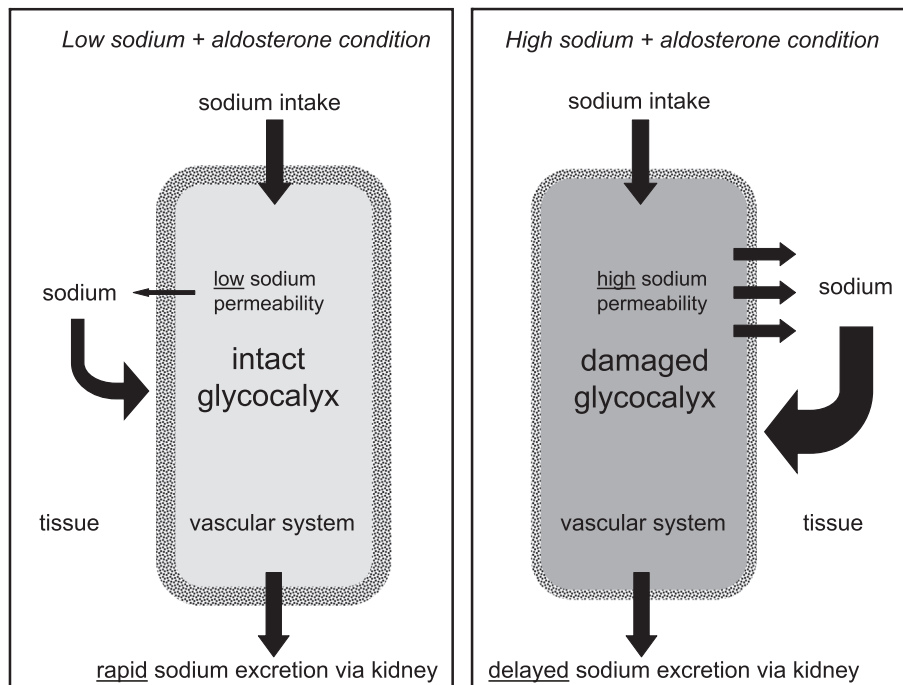 Low sodium + aldosterone condition
sodium intake
low sodium
permeability
sodium
intact
glycocalyx
tissue
vascular system
rapid sodium excretion via kidney
High sodium + aldosterone condition
sodium intake
high sodium
permeability
sodium
damaged
glycocalyx
vascular system
tissue
delayed sodium excretion via kidney